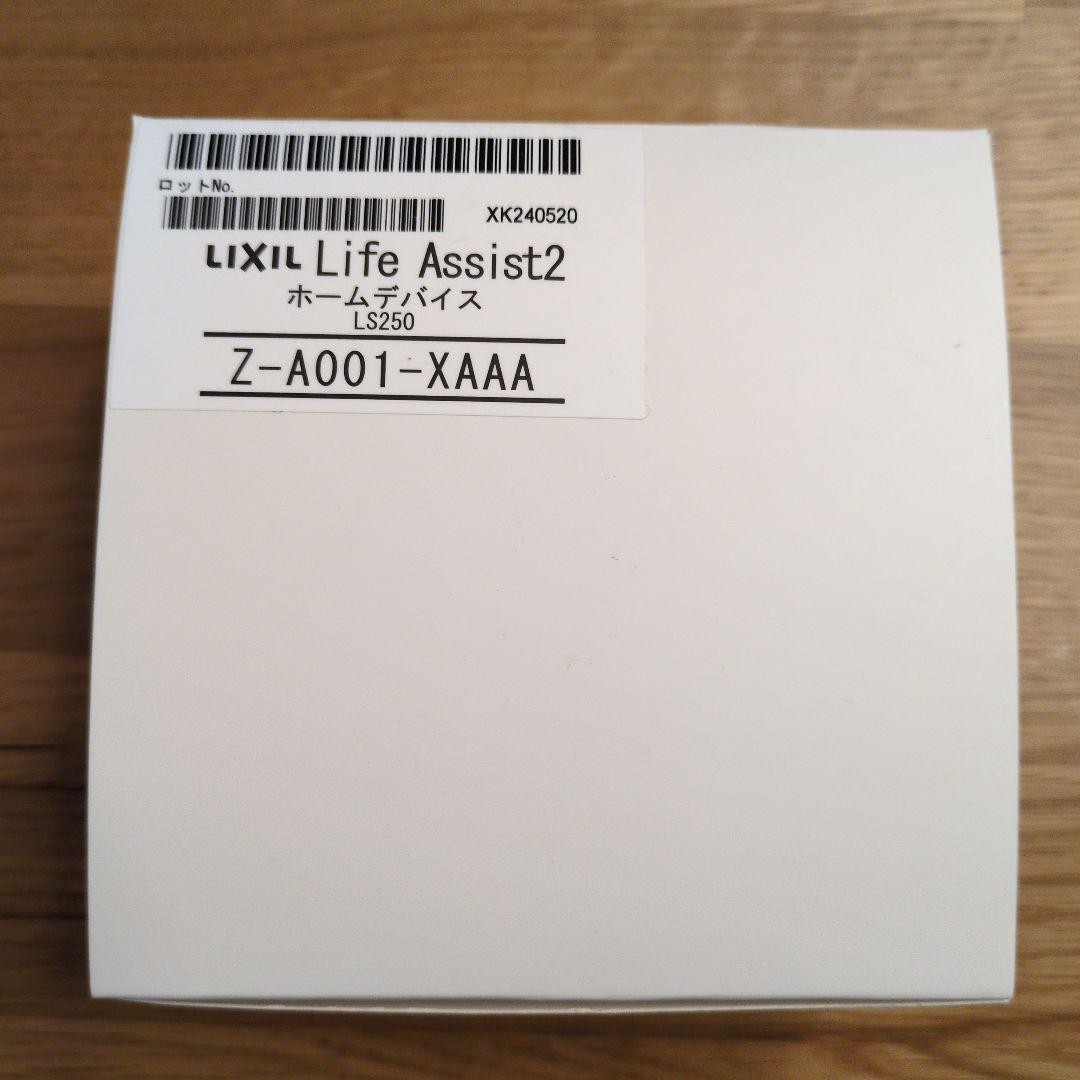 ロットNo.
XK240520
LIXIL Life Assist2
ホームデバイス
LS250
Z-A001-XAAA